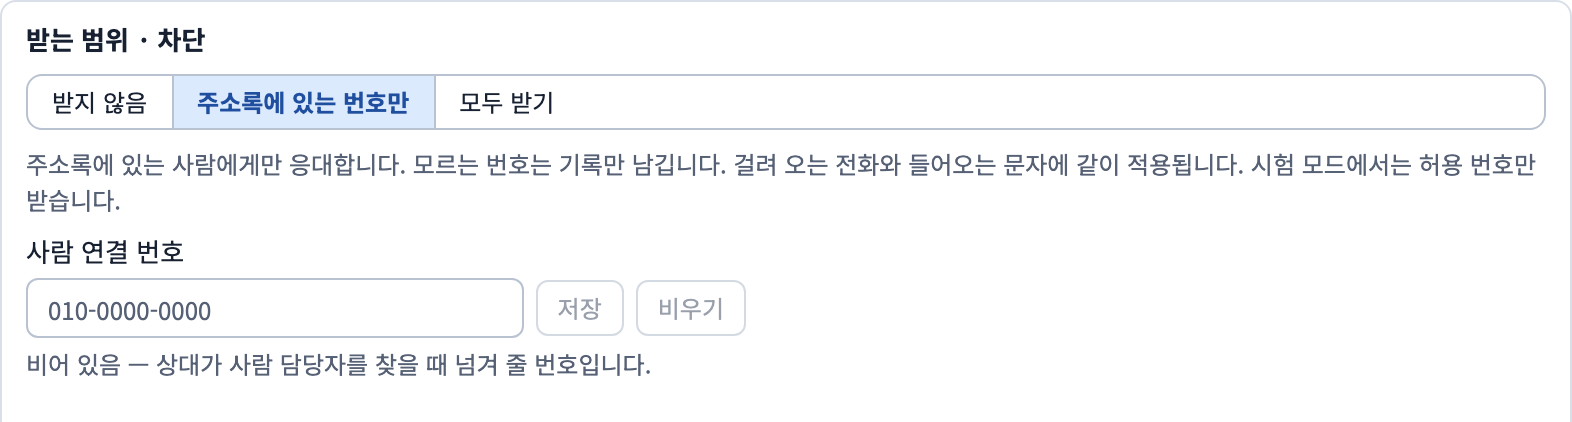 받는 범위 · 차단
받지 않음 주소록에 있는 번호만 모두 받기
주소록에 있는 사람에게만 응대합니다. 모르는 번호는 기록만 남깁니다. 걸려 오는 전화와 들어오는 문자에 같이 적용됩니다. 시험 모드에서는 허용 번호만
받습니다.
사람 연결 번호
010-0000-0000 저장 비우기
비어 있음 — 상대가 사람 담당자를 찾을 때 넘겨 줄 번호입니다.